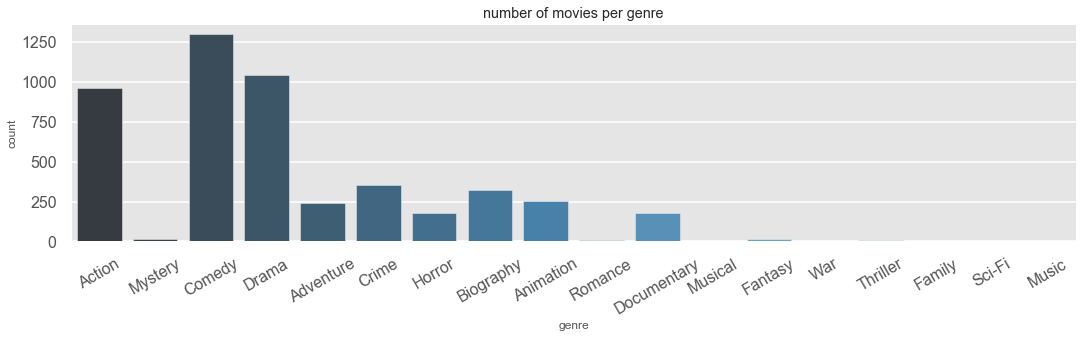 number of movies per genre
count
1250
1000
750
500
250
0
Action
Mystery
Comedy
Drama
Adventure
Crime
Horror
Biography
Animation
Romance
Documentary
Musical
Fantasy
War
Thriller
Family
Sci-Fi
Music
genre